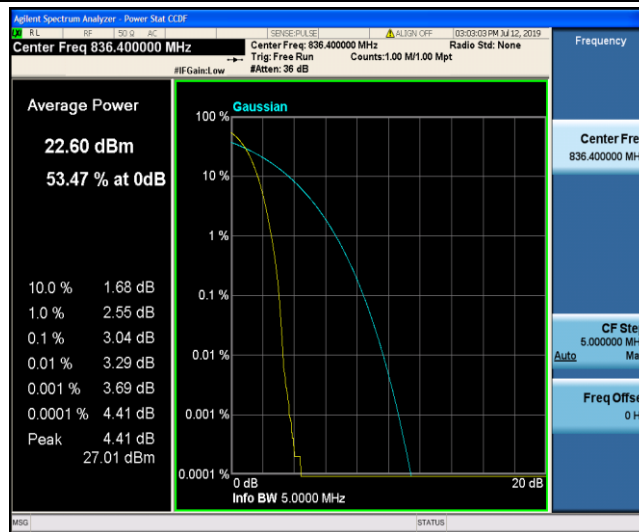 Agilent Spectrum Analyzer - Power Stat CCDF
RL RF 50 Ω AC SENSE:PULSE ALIGN OFF 03:03:03 PM Jul 12, 2019
Center Freq 836.400000 MHz
Center Freq: 836.400000 MHz Radio Std: None
Trig: Free Run Counts:1.00 M/1.00 Mpt
#IFGain:Low #Atten: 36 dB
Frequency
Average Power
22.60 dBm
53.47 % at 0dB
10.0 % 1.68 dB
1.0 % 2.55 dB
0.1 % 3.04 dB
0.01 % 3.29 dB
0.001 % 3.69 dB
0.0001 % 4.41 dB
Peak 4.41 dB
27.01 dBm
Gaussian
100 %
10 %
1 %
0.1 %
0.01 %
0.001 %
0.0001 %
0 dB 20 dB
Info BW 5.0000 MHz
Center Fre
836.400000 MH
CF Ste
5.000000 MH
Auto Ma
Freq Offse
0 H
MSG STATUS